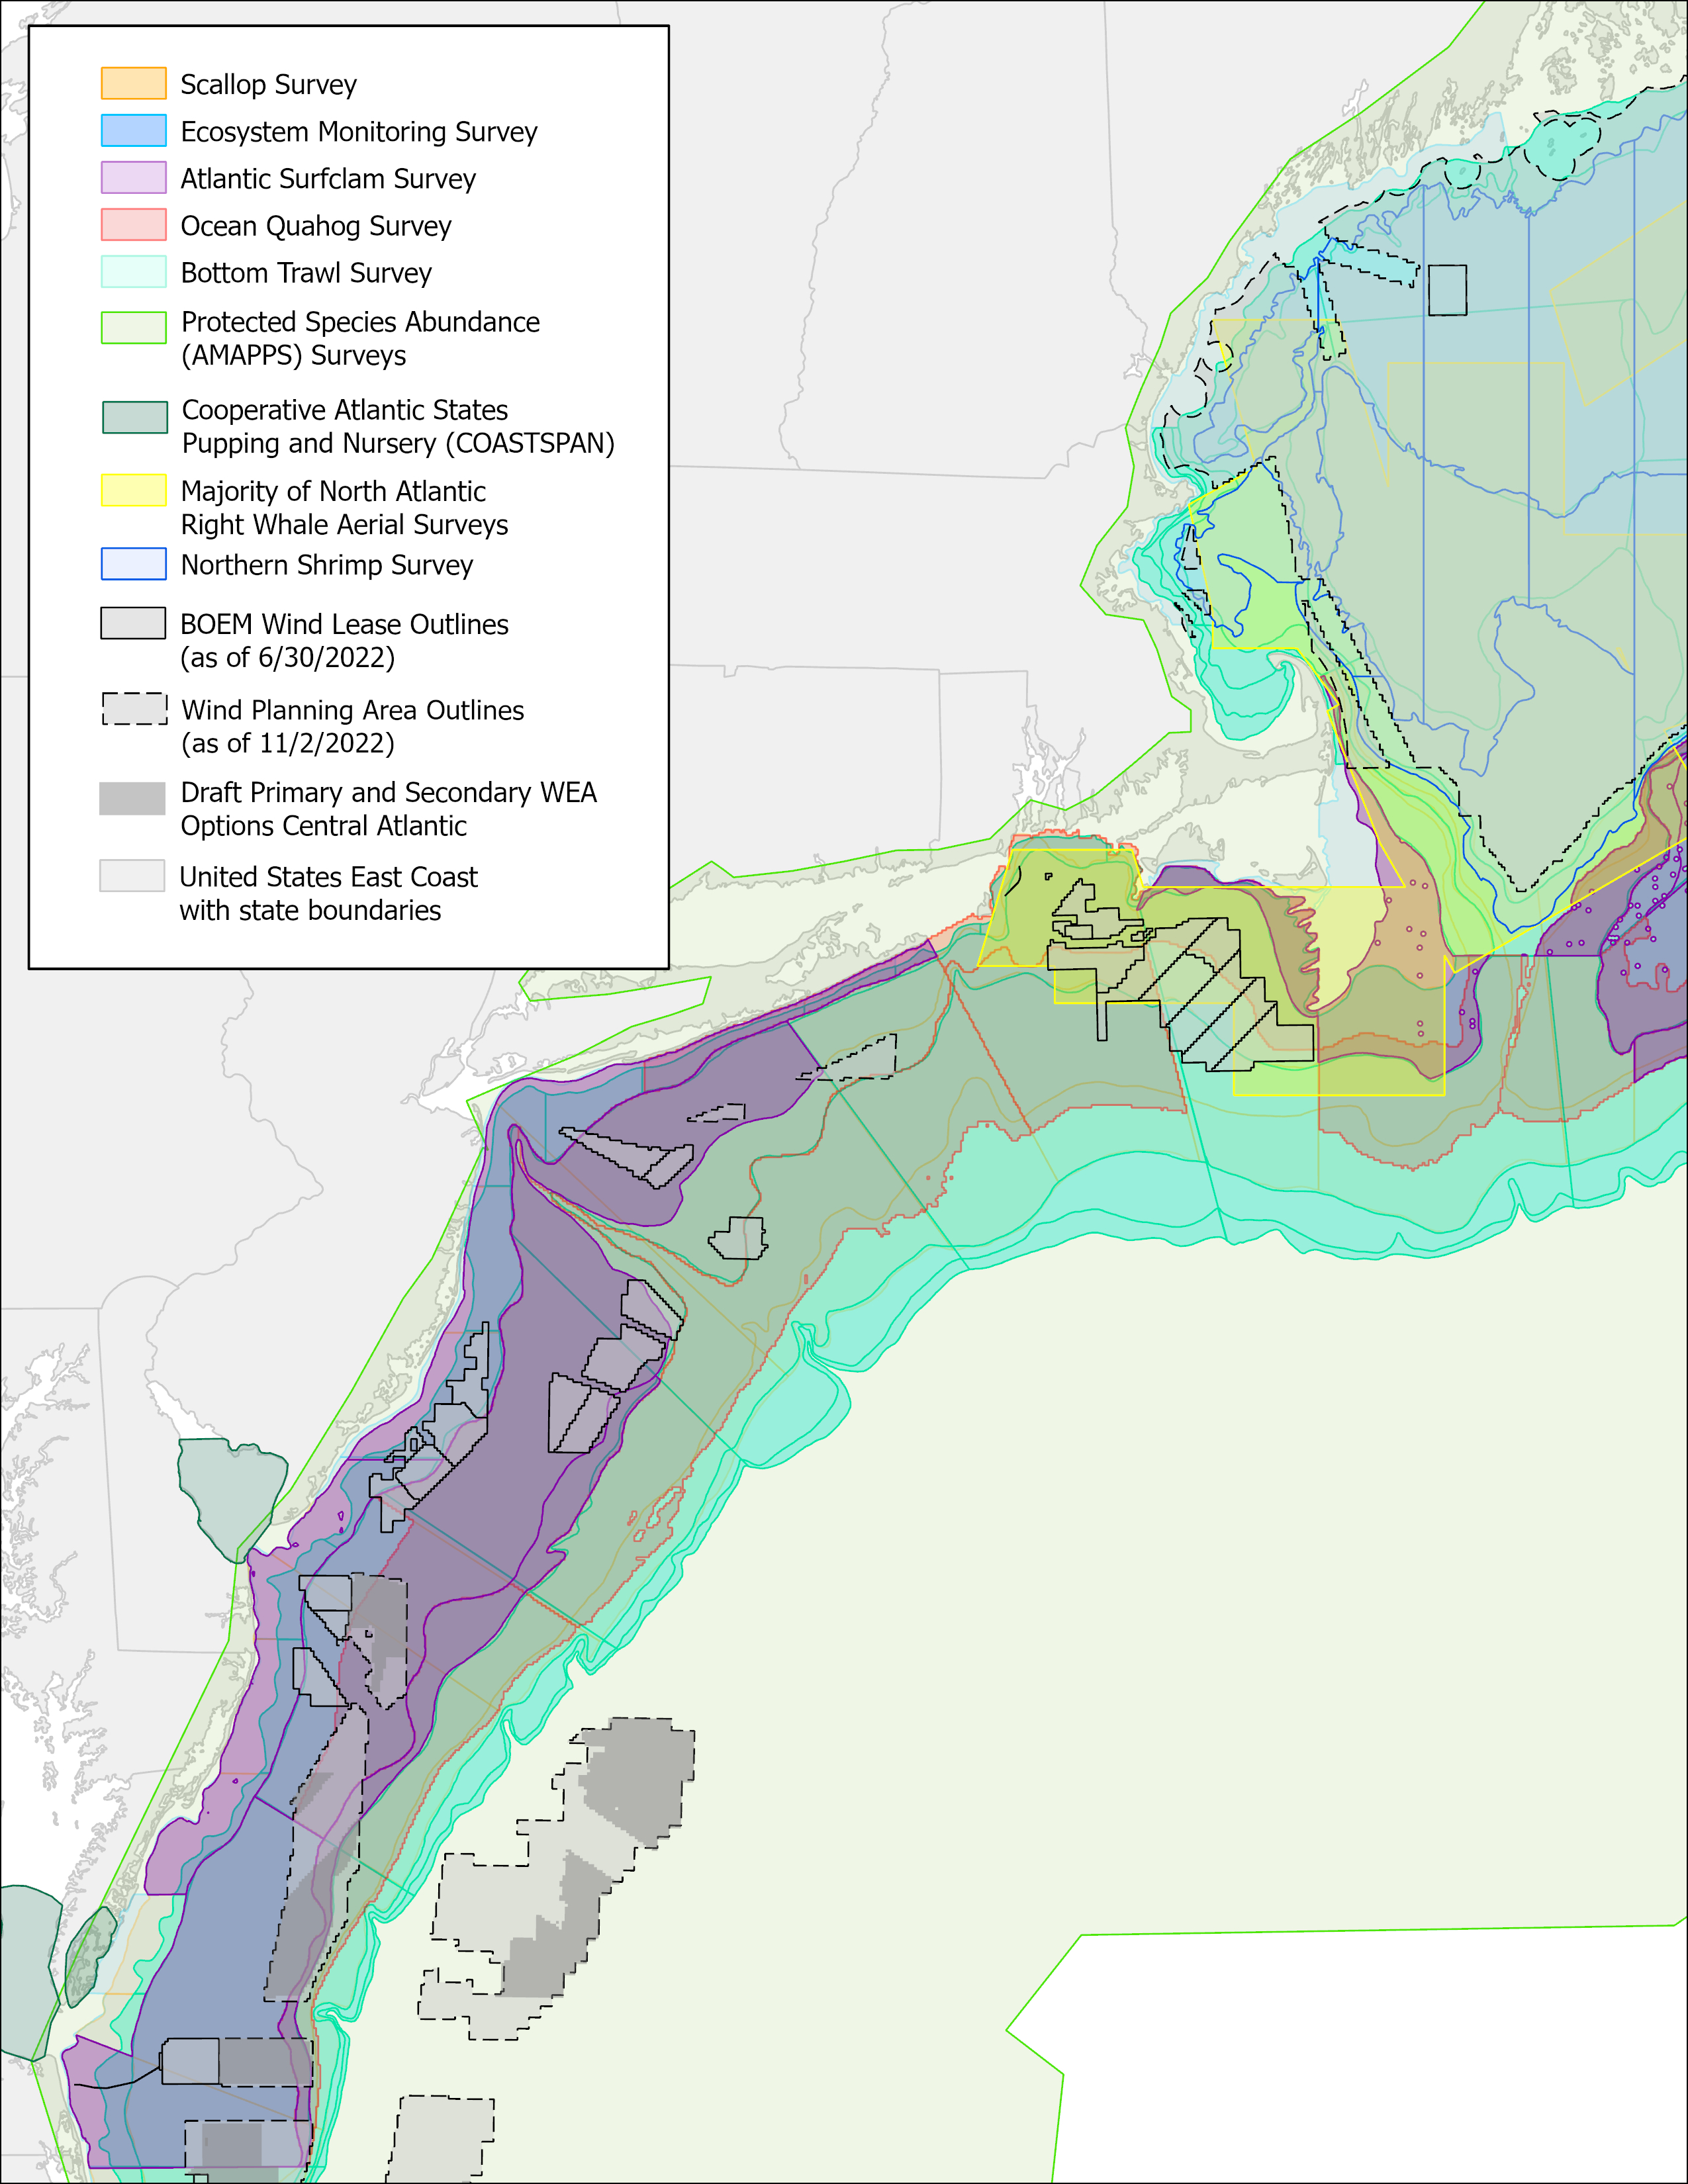 Scallop Survey
Ecosystem Monitoring Survey
Atlantic Surfclam Survey
Ocean Quahog Survey
Bottom Trawl Survey
Protected Species Abundance
(AMAPPS) Surveys
Cooperative Atlantic States
Pupping and Nursery (COASTSPAN)
Majority of North Atlantic
Right Whale Aerial Surveys
Northern Shrimp Survey
BOEM Wind Lease Outlines
(as of 6/30/2022)
Wind Planning Area Outlines
(as of 11/2/2022)
Draft Primary and Secondary WEA
Options Central Atlantic
United States East Coast
with state boundaries